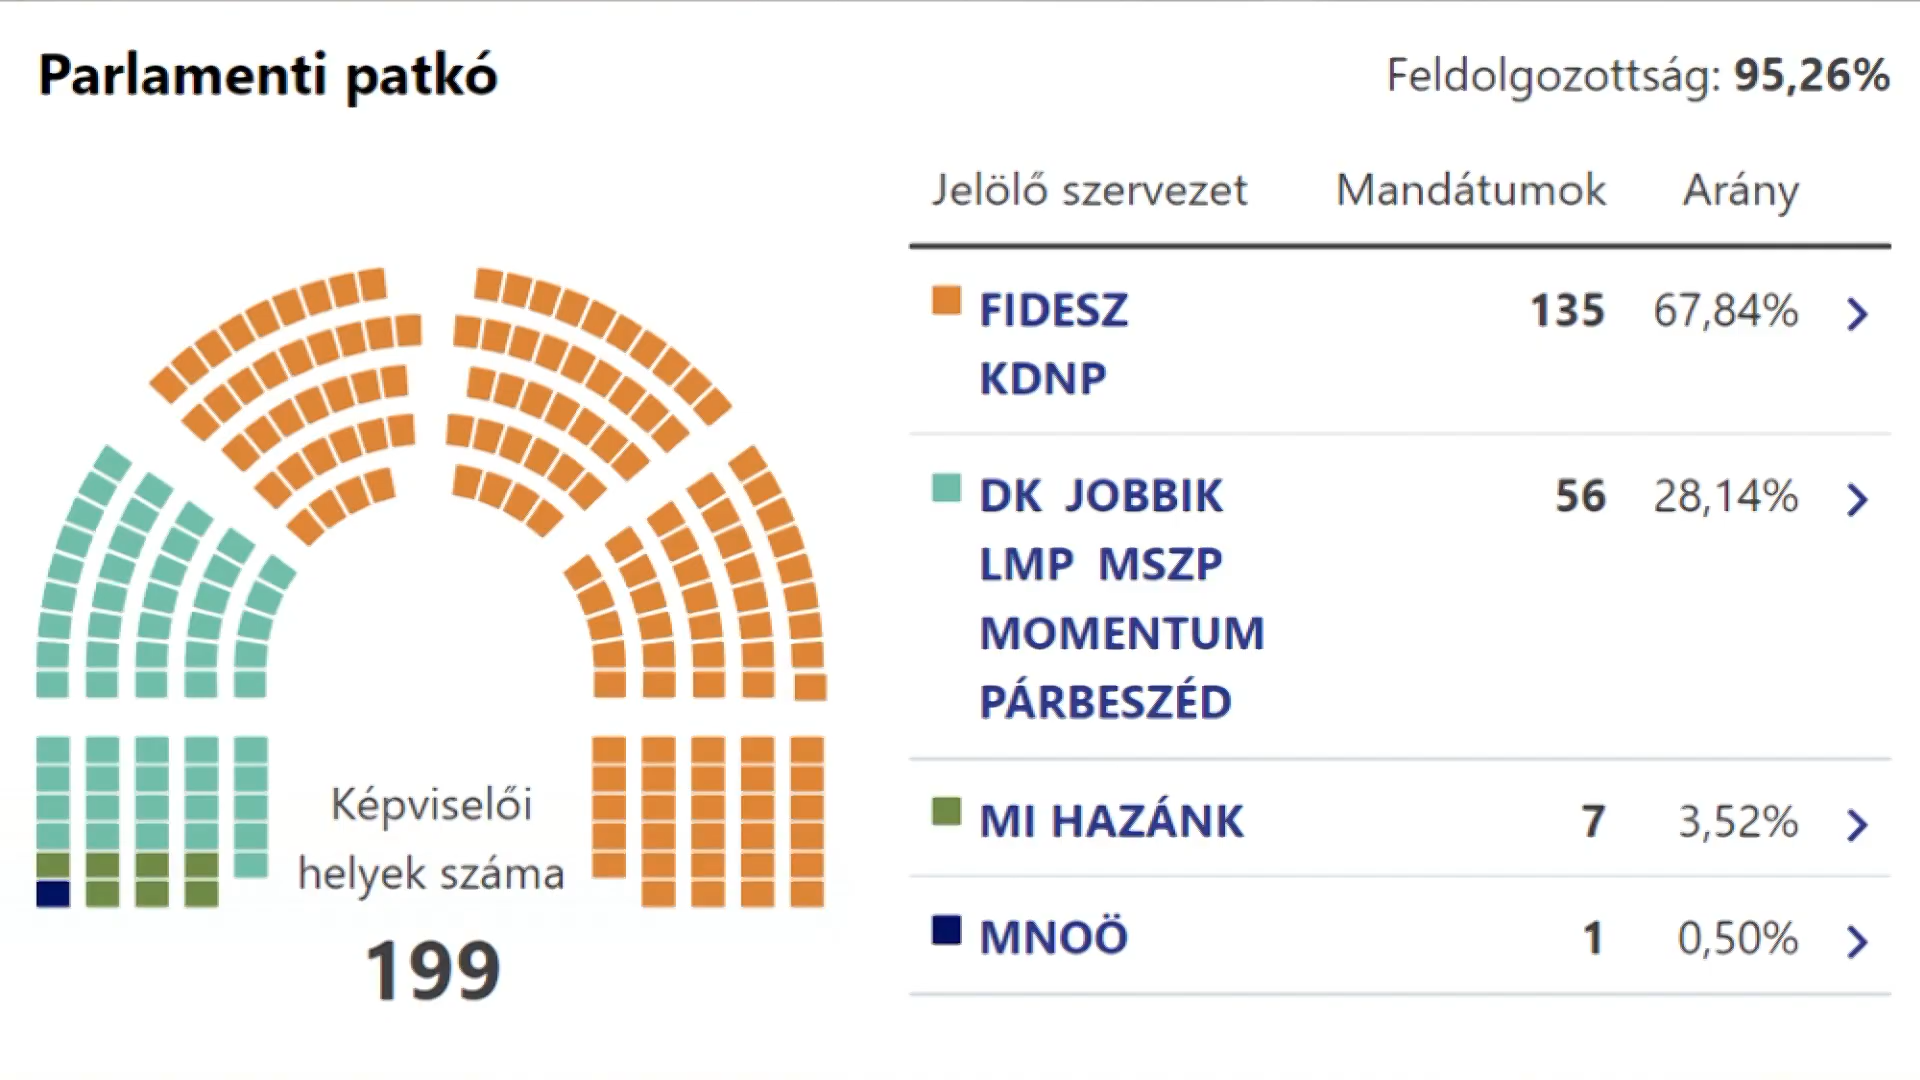 Parlamenti patkó
Feldolgozottság: 95,26%
Jelölő szervezet Mandátumok Arány
FIDESZ 135 67,84%
KDNP
DK JOBBIK 56 28,14%
LMP MSZP
MOMENTUM
PÁRBESZÉD
MI HAZÁNK 7 3,52%
MNOÖ 1 0,50%
Képviselői
helyek száma
199